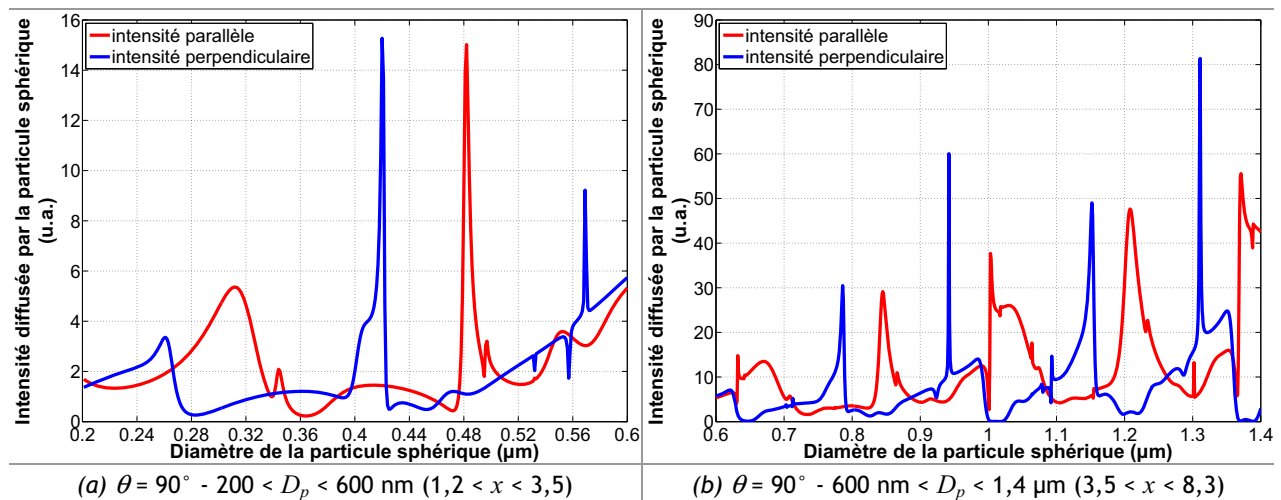 Intensité diffusée par la particule sphérique
(u.a.)
16
14
12
10
8
6
4
2
0
intensité parallèle
intensité perpendiculaire
0.2 0.24 0.28 0.32 0.36 0.4 0.44 0.48 0.52 0.56 0.6
Diamètre de la particule sphérique (µm)
(a) θ = 90° - 200 < Dp < 600 nm (1,2 < x < 3,5)
Intensité diffusée par la particule sphérique
(u.a.)
90
80
70
60
50
40
30
20
10
0
intensité parallèle
intensité perpendiculaire
0.6 0.7 0.8 0.9 1 1.1 1.2 1.3 1.4
Diamètre de la particule sphérique (µm)
(b) θ = 90° - 600 nm < Dp < 1,4 µm (3,5 < x < 8,3)